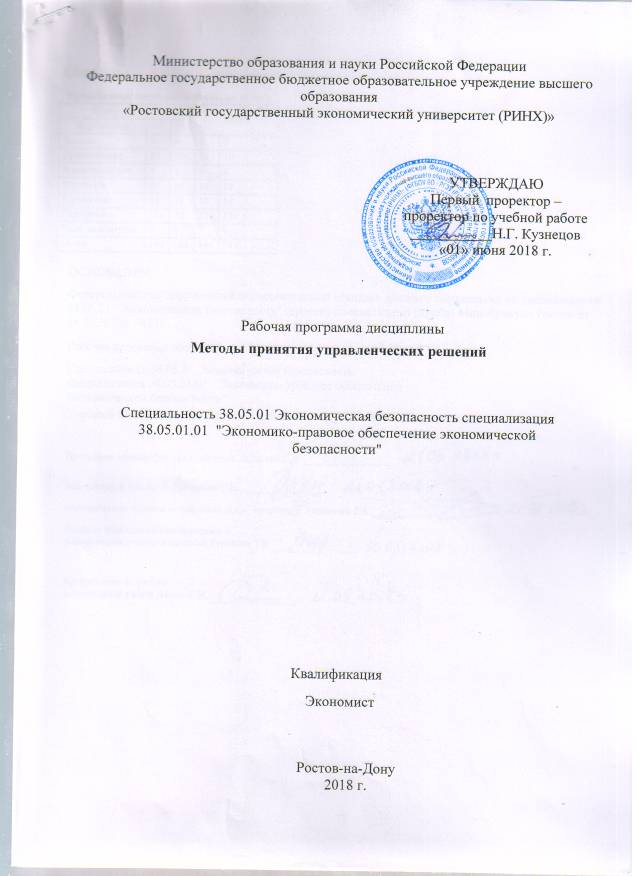 Министерство образования и науки Российской Федерации
Федеральное государственное бюджетное образовательное учреждение высшего
образования
«Ростовский государственный экономический университет (РИНХ)»
УТВЕРЖДАЮ
Первый проректор –
проректор по учебной работе
Н.Г. Кузнецов
«01» июня 2018 г.
Рабочая программа дисциплины
Методы принятия управленческих решений
Специальность 38.05.01 Экономическая безопасность специализация
38.05.01.01 "Экономико-правовое обеспечение экономической
безопасности"
Квалификация
Экономист
Ростов-на-Дону
2018 г.